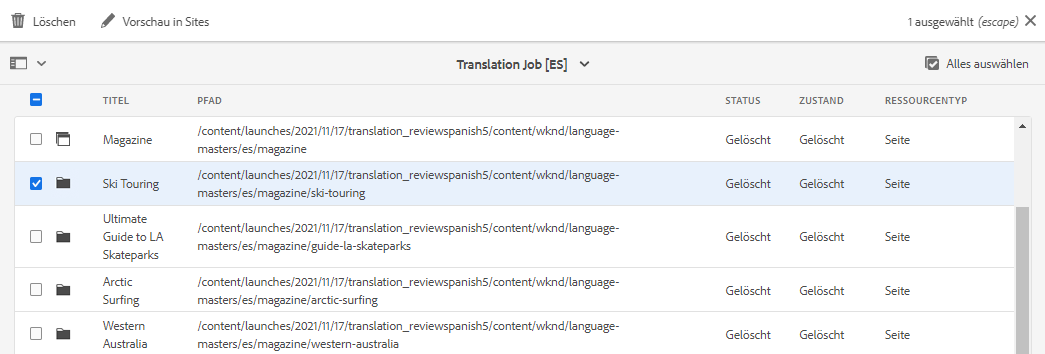 Löschen Vorschau in Sites 1 ausgewählt (escape)
Translation Job [ES] Alles auswählen
TITEL PFAD STATUS ZUSTAND RESSOURCENTYP
Magazine /content/launches/2021/11/17/translation_reviewspanish5/content/wknd/language-
masters/es/magazine Gelöscht Gelöscht Seite
Ski Touring /content/launches/2021/11/17/translation_reviewspanish5/content/wknd/language-
masters/es/magazine/ski-touring Gelöscht Gelöscht Seite
Ultimate
Guide to LA
Skateparks /content/launches/2021/11/17/translation_reviewspanish5/content/wknd/language-
masters/es/magazine/guide-la-skateparks Gelöscht Gelöscht Seite
Arctic
Surfing /content/launches/2021/11/17/translation_reviewspanish5/content/wknd/language-
masters/es/magazine/arctic-surfing Gelöscht Gelöscht Seite
Western
Australia /content/launches/2021/11/17/translation_reviewspanish5/content/wknd/language-
masters/es/magazine/western-australia Gelöscht Gelöscht Seite